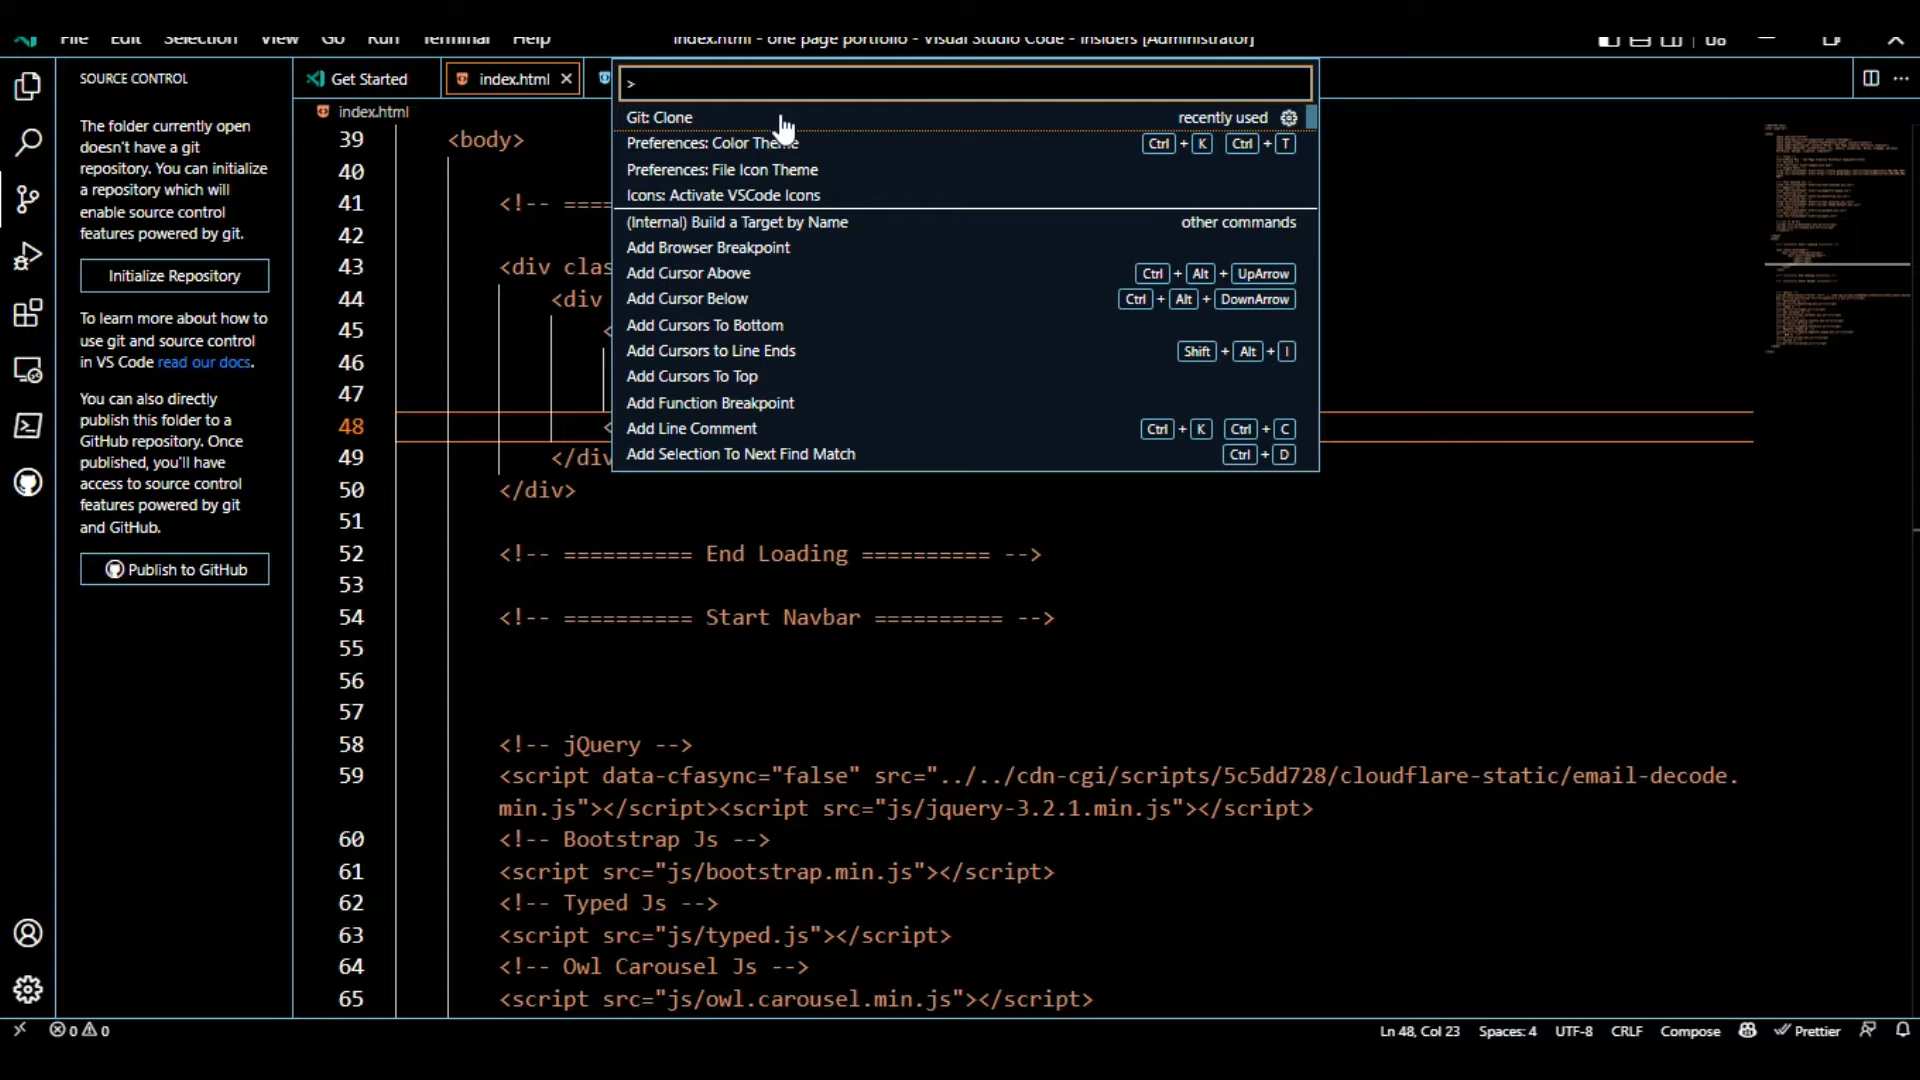 File Edit Selection View Go Run Terminal Help
index.html - one page portfolio - Visual Studio Code - Insiders [Administrator]
SOURCE CONTROL
The folder currently open
doesn't have a git
repository. You can initialize
a repository which will
enable source control
features powered by git.
Initialize Repository
To learn more about how to
use git and source control
in VS Code read our docs.
You can also directly
publish this folder to a
GitHub repository. Once
published, you'll have
access to source control
features powered by git
and GitHub.
Publish to GitHub
Get Started
index.html
index.html
>
Git: Clone recently used
Preferences: Color Theme Ctrl + K Ctrl + T
Preferences: File Icon Theme
Icons: Activate VSCode Icons
(Internal) Build a Target by Name other commands
Add Browser Breakpoint
Add Cursor Above Ctrl + Alt + UpArrow
Add Cursor Below Ctrl + Alt + DownArrow
Add Cursors To Bottom
Add Cursors to Line Ends Shift + Alt + I
Add Cursors To Top
Add Function Breakpoint
Add Line Comment Ctrl + K Ctrl + C
Add Selection To Next Find Match Ctrl + D
39 <body>
40
41 <!-- ====
42
43 <div clas
44 <div
45 <
46
47
48 <
49 </div
50 </div>
51
52 <!-- ========== End Loading ========== -->
53
54 <!-- ========== Start Navbar ========== -->
55
56
57
58 <!-- jQuery -->
59 <script data-cfasync="false" src="../../cdn-cgi/scripts/5c5dd728/cloudflare-static/email-decode.
min.js"></script><script src="js/jquery-3.2.1.min.js"></script>
60 <!-- Bootstrap Js -->
61 <script src="js/bootstrap.min.js"></script>
62 <!-- Typed Js -->
63 <script src="js/typed.js"></script>
64 <!-- Owl Carousel Js -->
65 <script src="js/owl.carousel.min.js"></script>
0 0
Ln 48, Col 23 Spaces: 4 UTF-8 CRLF Compose Prettier